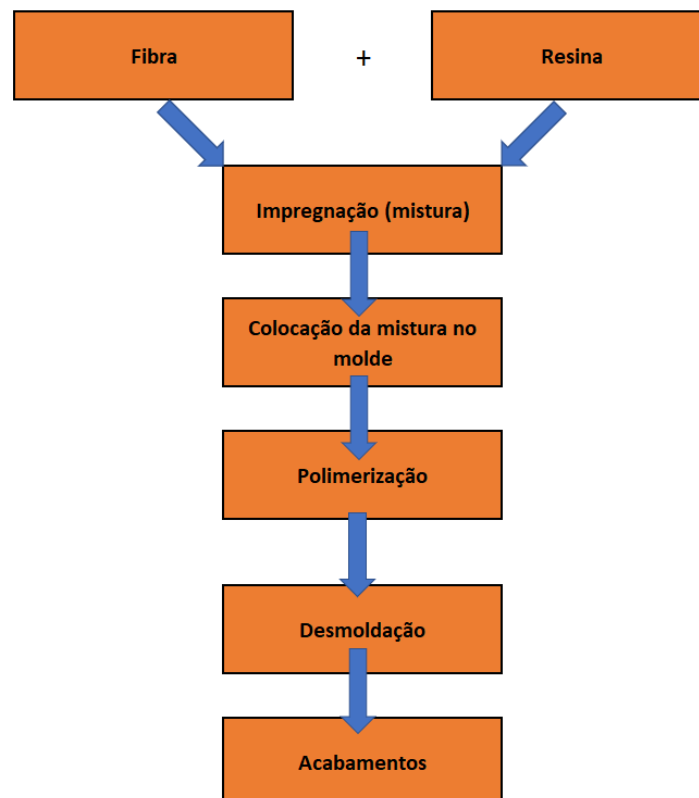 Fibra + Resina
Impregnação (mistura)
Colocação da mistura no
molde
Polimerização
Desmoldação
Acabamentos